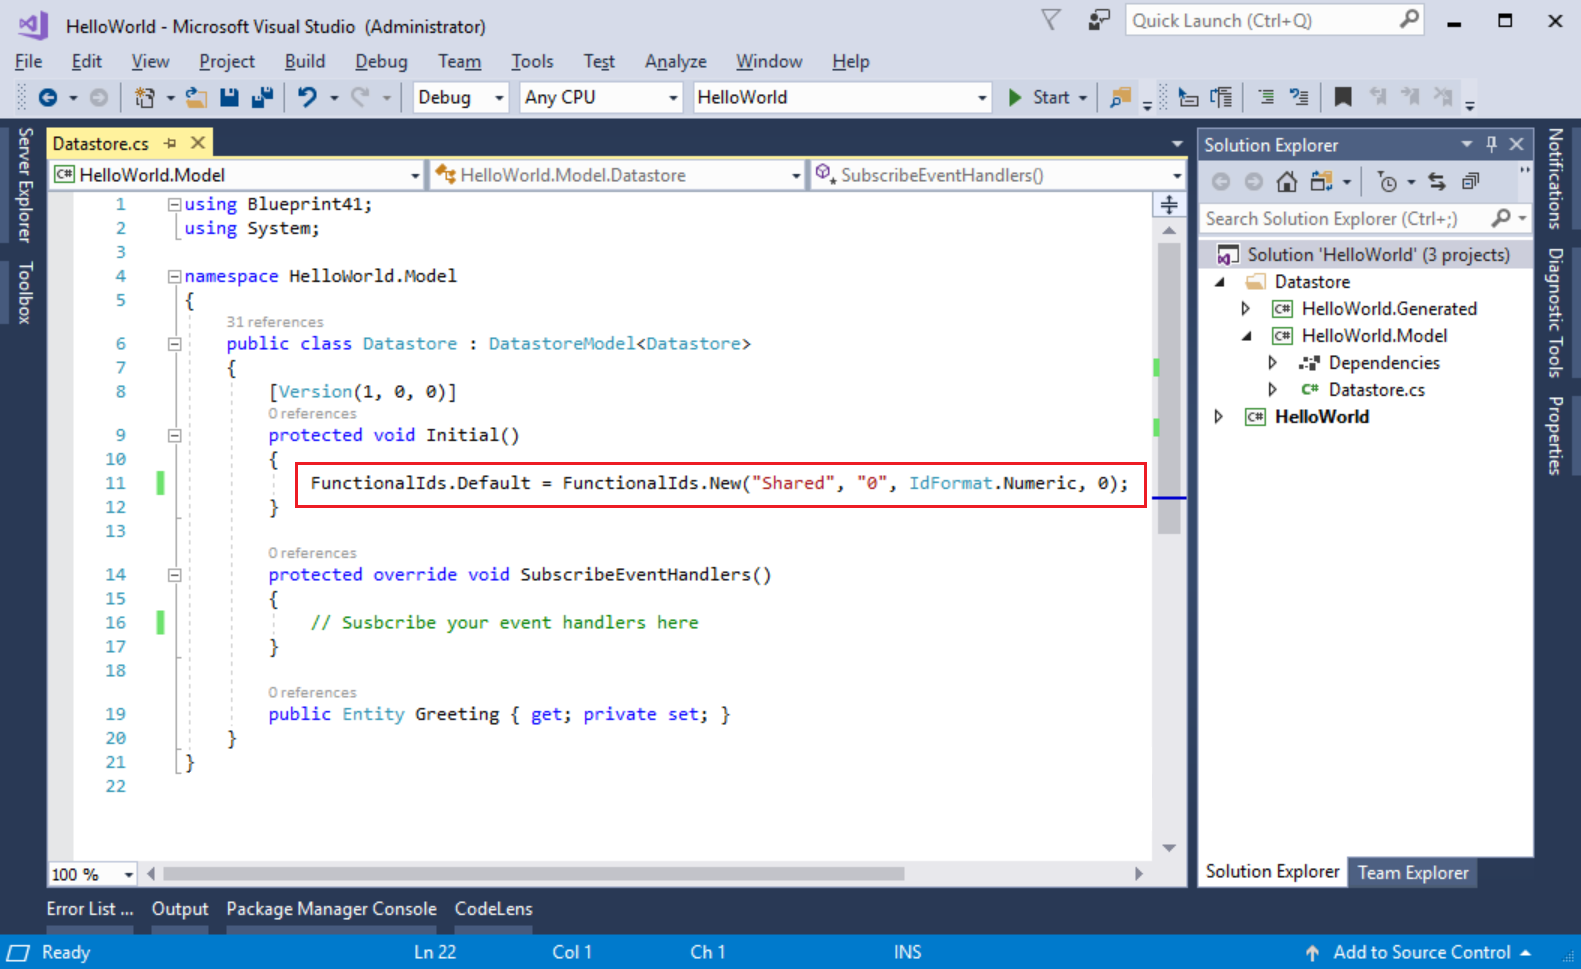 HelloWorld - Microsoft Visual Studio (Administrator)
Quick Launch (Ctrl+Q)
File Edit View Project Build Debug Team Tools Test Analyze Window Help
Debug Any CPU HelloWorld Start
Server Explorer
Toolbox
Datastore.cs
HelloWorld.Model HelloWorld.Model.Datastore SubscribeEventHandlers()
1 using Blueprint41;
2 using System;
3
4 namespace HelloWorld.Model
5 {
31 references
6 public class Datastore : DatastoreModel<Datastore>
7 {
8 [Version(1, 0, 0)]
0 references
9 protected void Initial()
10 {
11 FunctionalIds.Default = FunctionalIds.New("Shared", "0", IdFormat.Numeric, 0);
12 }
13
0 references
14 protected override void SubscribeEventHandlers()
15 {
16 // Susbcribe your event handlers here
17 }
18
0 references
19 public Entity Greeting { get; private set; }
20 }
21 }
22
100 %
Solution Explorer
Search Solution Explorer (Ctrl+;)
Solution 'HelloWorld' (3 projects)
Datastore
C# HelloWorld.Generated
C# HelloWorld.Model
Dependencies
C# Datastore.cs
C# HelloWorld
Solution Explorer Team Explorer
Notifications
Diagnostic Tools
Properties
Error List ... Output Package Manager Console CodeLens
Ready Ln 22 Col 1 Ch 1 INS Add to Source Control